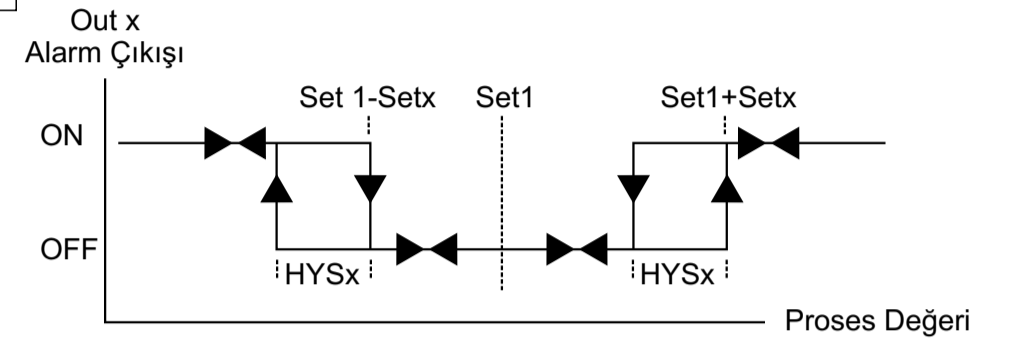 Out x
Alarm Çıkışı
Set 1-Setx
Set1
Set1+Setx
ON
OFF
HYSx
HYSx
Proses Değeri